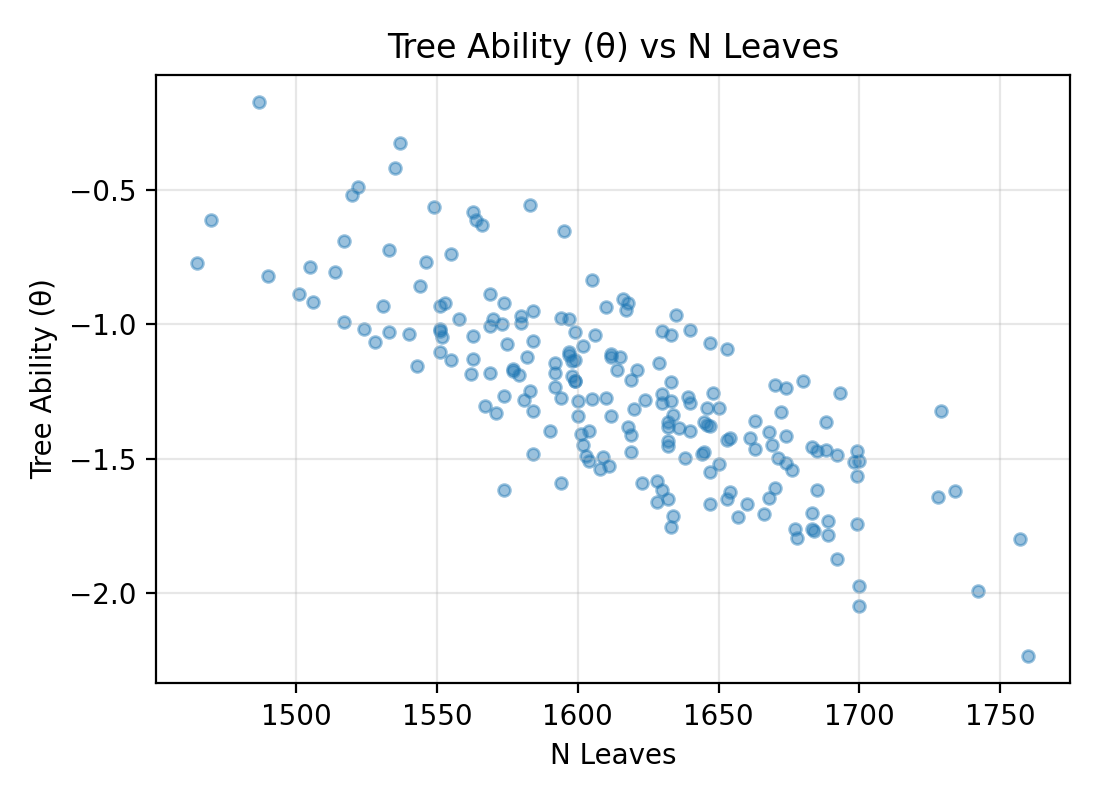 Tree Ability (θ) vs N Leaves
Tree Ability (θ)
−0.5
−1.0
−1.5
−2.0
1500 1550 1600 1650 1700 1750
N Leaves